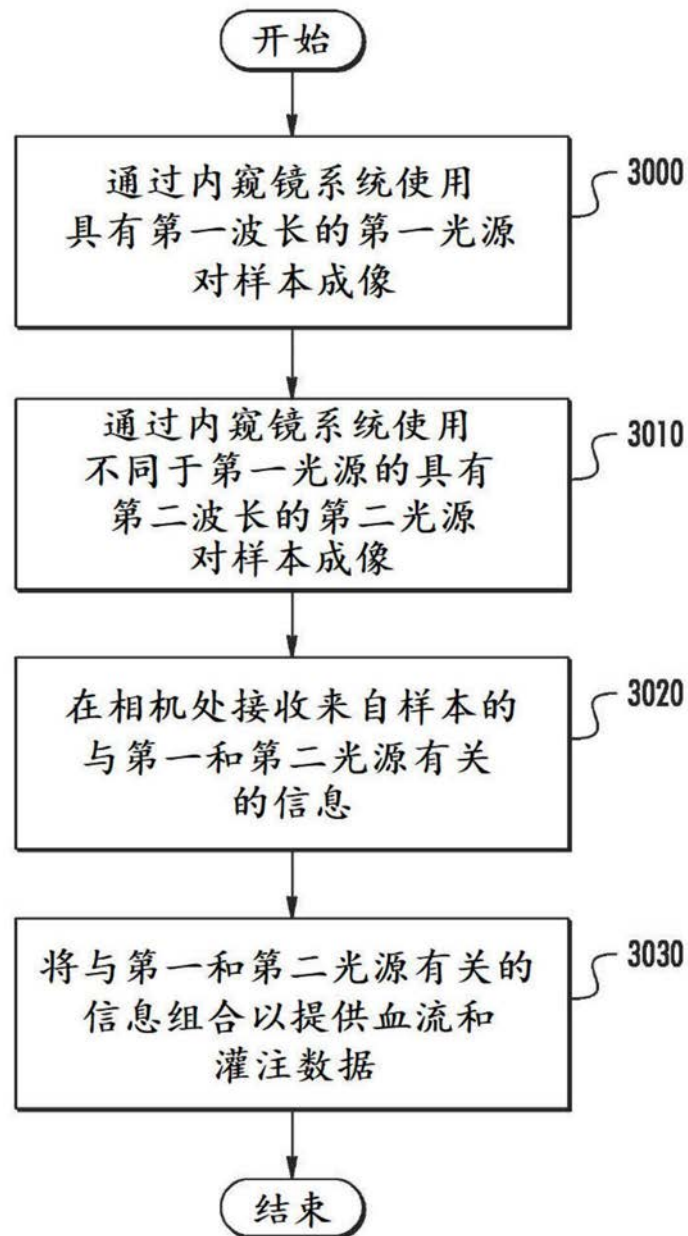 开始
通过内窥镜系统使用
具有第一波长的第一光源
对样本成像
3000
通过内窥镜系统使用
不同于第一光源的具有
第二波长的第二光源
对样本成像
3010
在相机处接收来自样本的
与第一和第二光源有关
的信息
3020
将与第一和第二光源有关的
信息组合以提供血流和
灌注数据
3030
结束